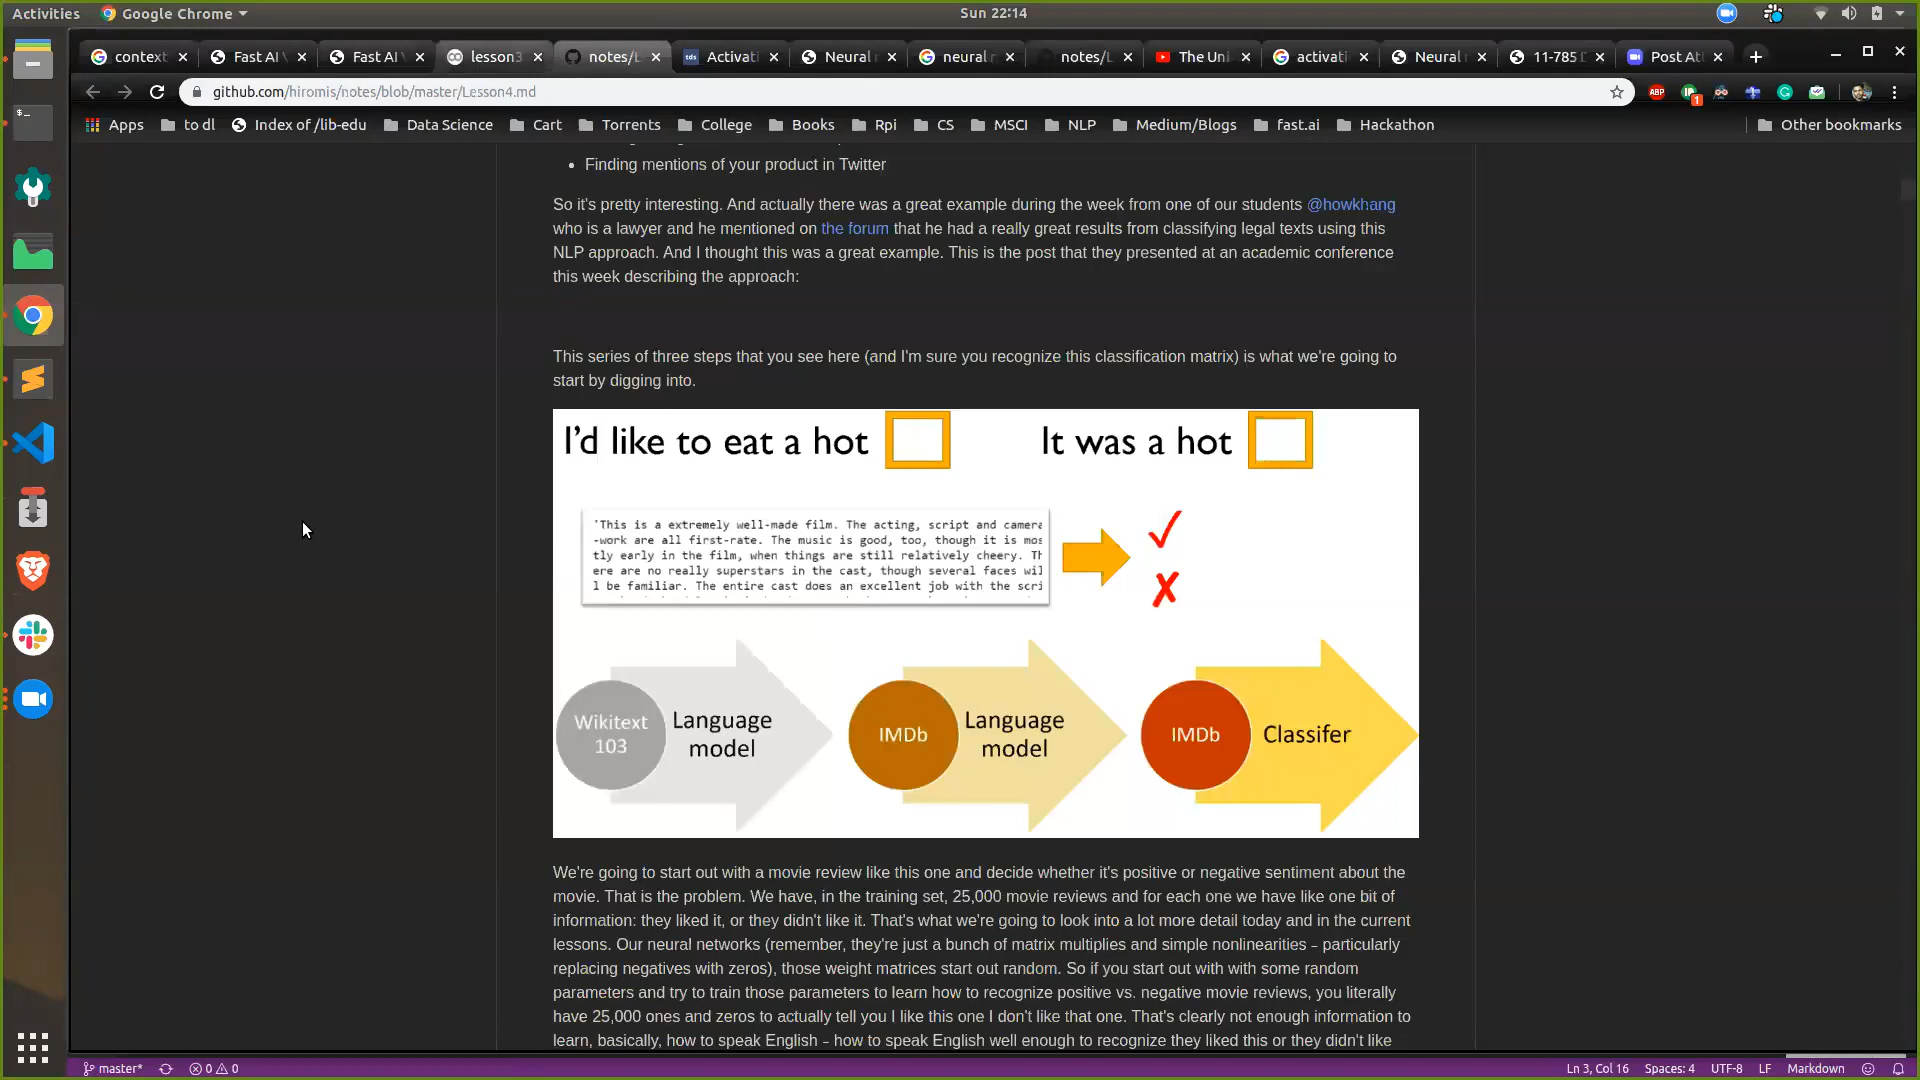 Activities
Google Chrome
Sun 22:14
context
Fast AI V
Fast AI V
lesson3
notes/L
tds
Activati
Neural n
neural n
notes/L
The Uni
activati
Neural n
11-785 D
Post Att
github.com/hiromis/notes/blob/master/Lesson4.md
ABP
1
Apps
to dl
Index of /lib-edu
Data Science
Cart
Torrents
College
Books
Rpi
CS
MSCI
NLP
Medium/Blogs
fast.ai
Hackathon
Other bookmarks
Finding mentions of your product in Twitter
So it's pretty interesting. And actually there was a great example during the week from one of our students @howkhang
who is a lawyer and he mentioned on the forum that he had a really great results from classifying legal texts using this
NLP approach. And I thought this was a great example. This is the post that they presented at an academic conference
this week describing the approach:
This series of three steps that you see here (and I'm sure you recognize this classification matrix) is what we're going to
start by digging into.
I'd like to eat a hot
It was a hot
'This is a extremely well-made film. The acting, script and camera
-work are all first-rate. The music is good, too, though it is mos
tly early in the film, when things are still relatively cheery. Th
ere are no really superstars in the cast, though several faces wil
l be familiar. The entire cast does an excellent job with the scri
Wikitext
103
Language
model
IMDb
Language
model
IMDb
Classifer
We're going to start out with a movie review like this one and decide whether it's positive or negative sentiment about the
movie. That is the problem. We have, in the training set, 25,000 movie reviews and for each one we have like one bit of
information: they liked it, or they didn't like it. That's what we're going to look into a lot more detail today and in the current
lessons. Our neural networks (remember, they're just a bunch of matrix multiplies and simple nonlinearities – particularly
replacing negatives with zeros), those weight matrices start out random. So if you start out with with some random
parameters and try to train those parameters to learn how to recognize positive vs. negative movie reviews, you literally
have 25,000 ones and zeros to actually tell you I like this one I don't like that one. That's clearly not enough information to
learn, basically, how to speak English – how to speak English well enough to recognize they liked this or they didn't like
master*
0
0
Ln 3, Col 16
Spaces: 4
UTF-8
LF
Markdown